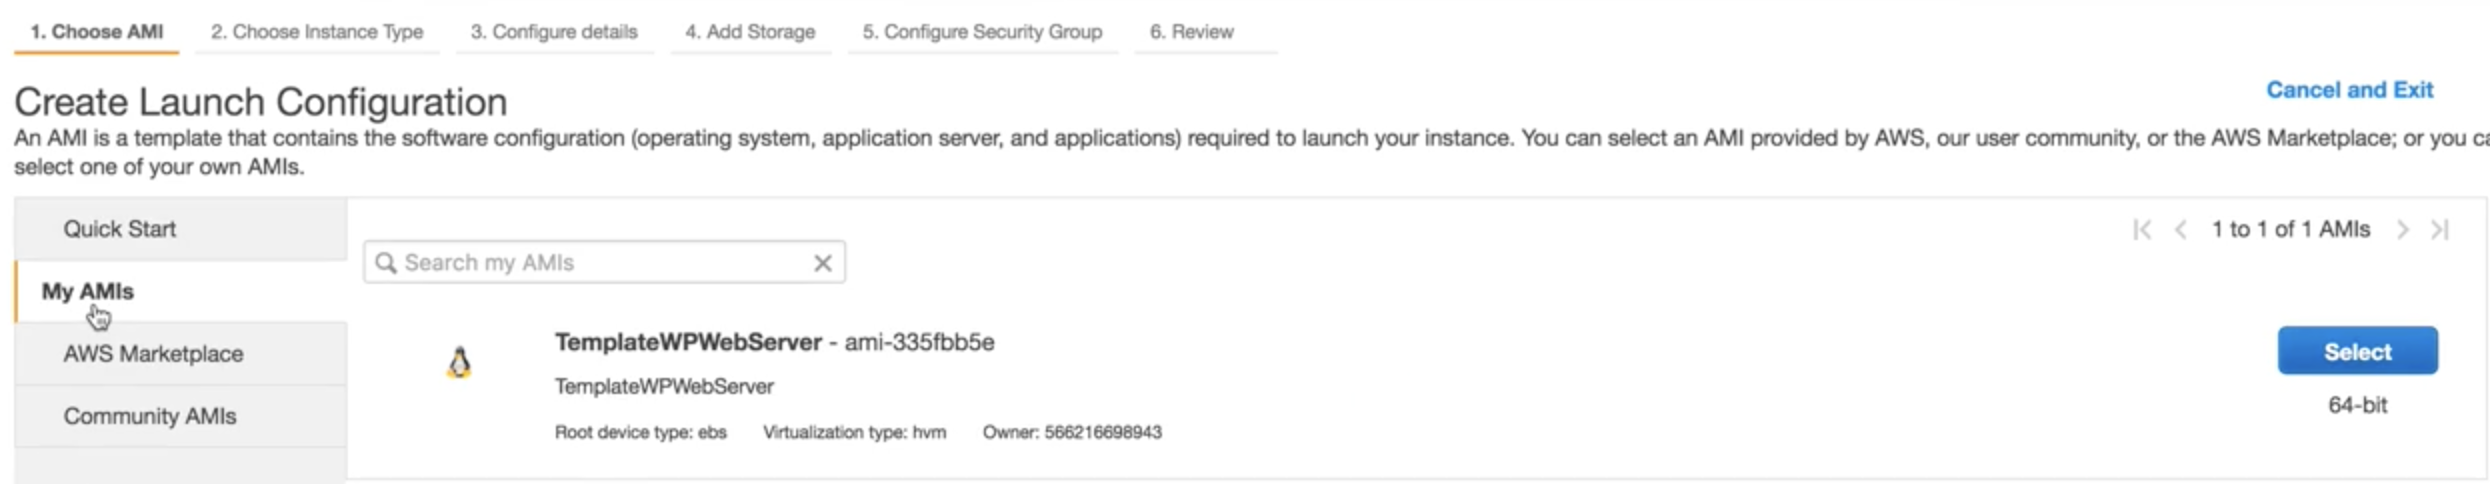 1. Choose AMI 2. Choose Instance Type 3. Configure details 4. Add Storage 5. Configure Security Group 6. Review
Create Launch Configuration
Cancel and Exit
An AMI is a template that contains the software configuration (operating system, application server, and applications) required to launch your instance. You can select an AMI provided by AWS, our user community, or the AWS Marketplace; or you
select one of your own AMIs.
Quick Start
My AMIs
AWS Marketplace
Community AMIs
Search my AMIs
1 to 1 of 1 AMIs
TemplateWPWebServer - ami-335fbb5e
TemplateWPWebServer
Root device type: ebs Virtualization type: hvm Owner: 566216698943
Select
64-bit